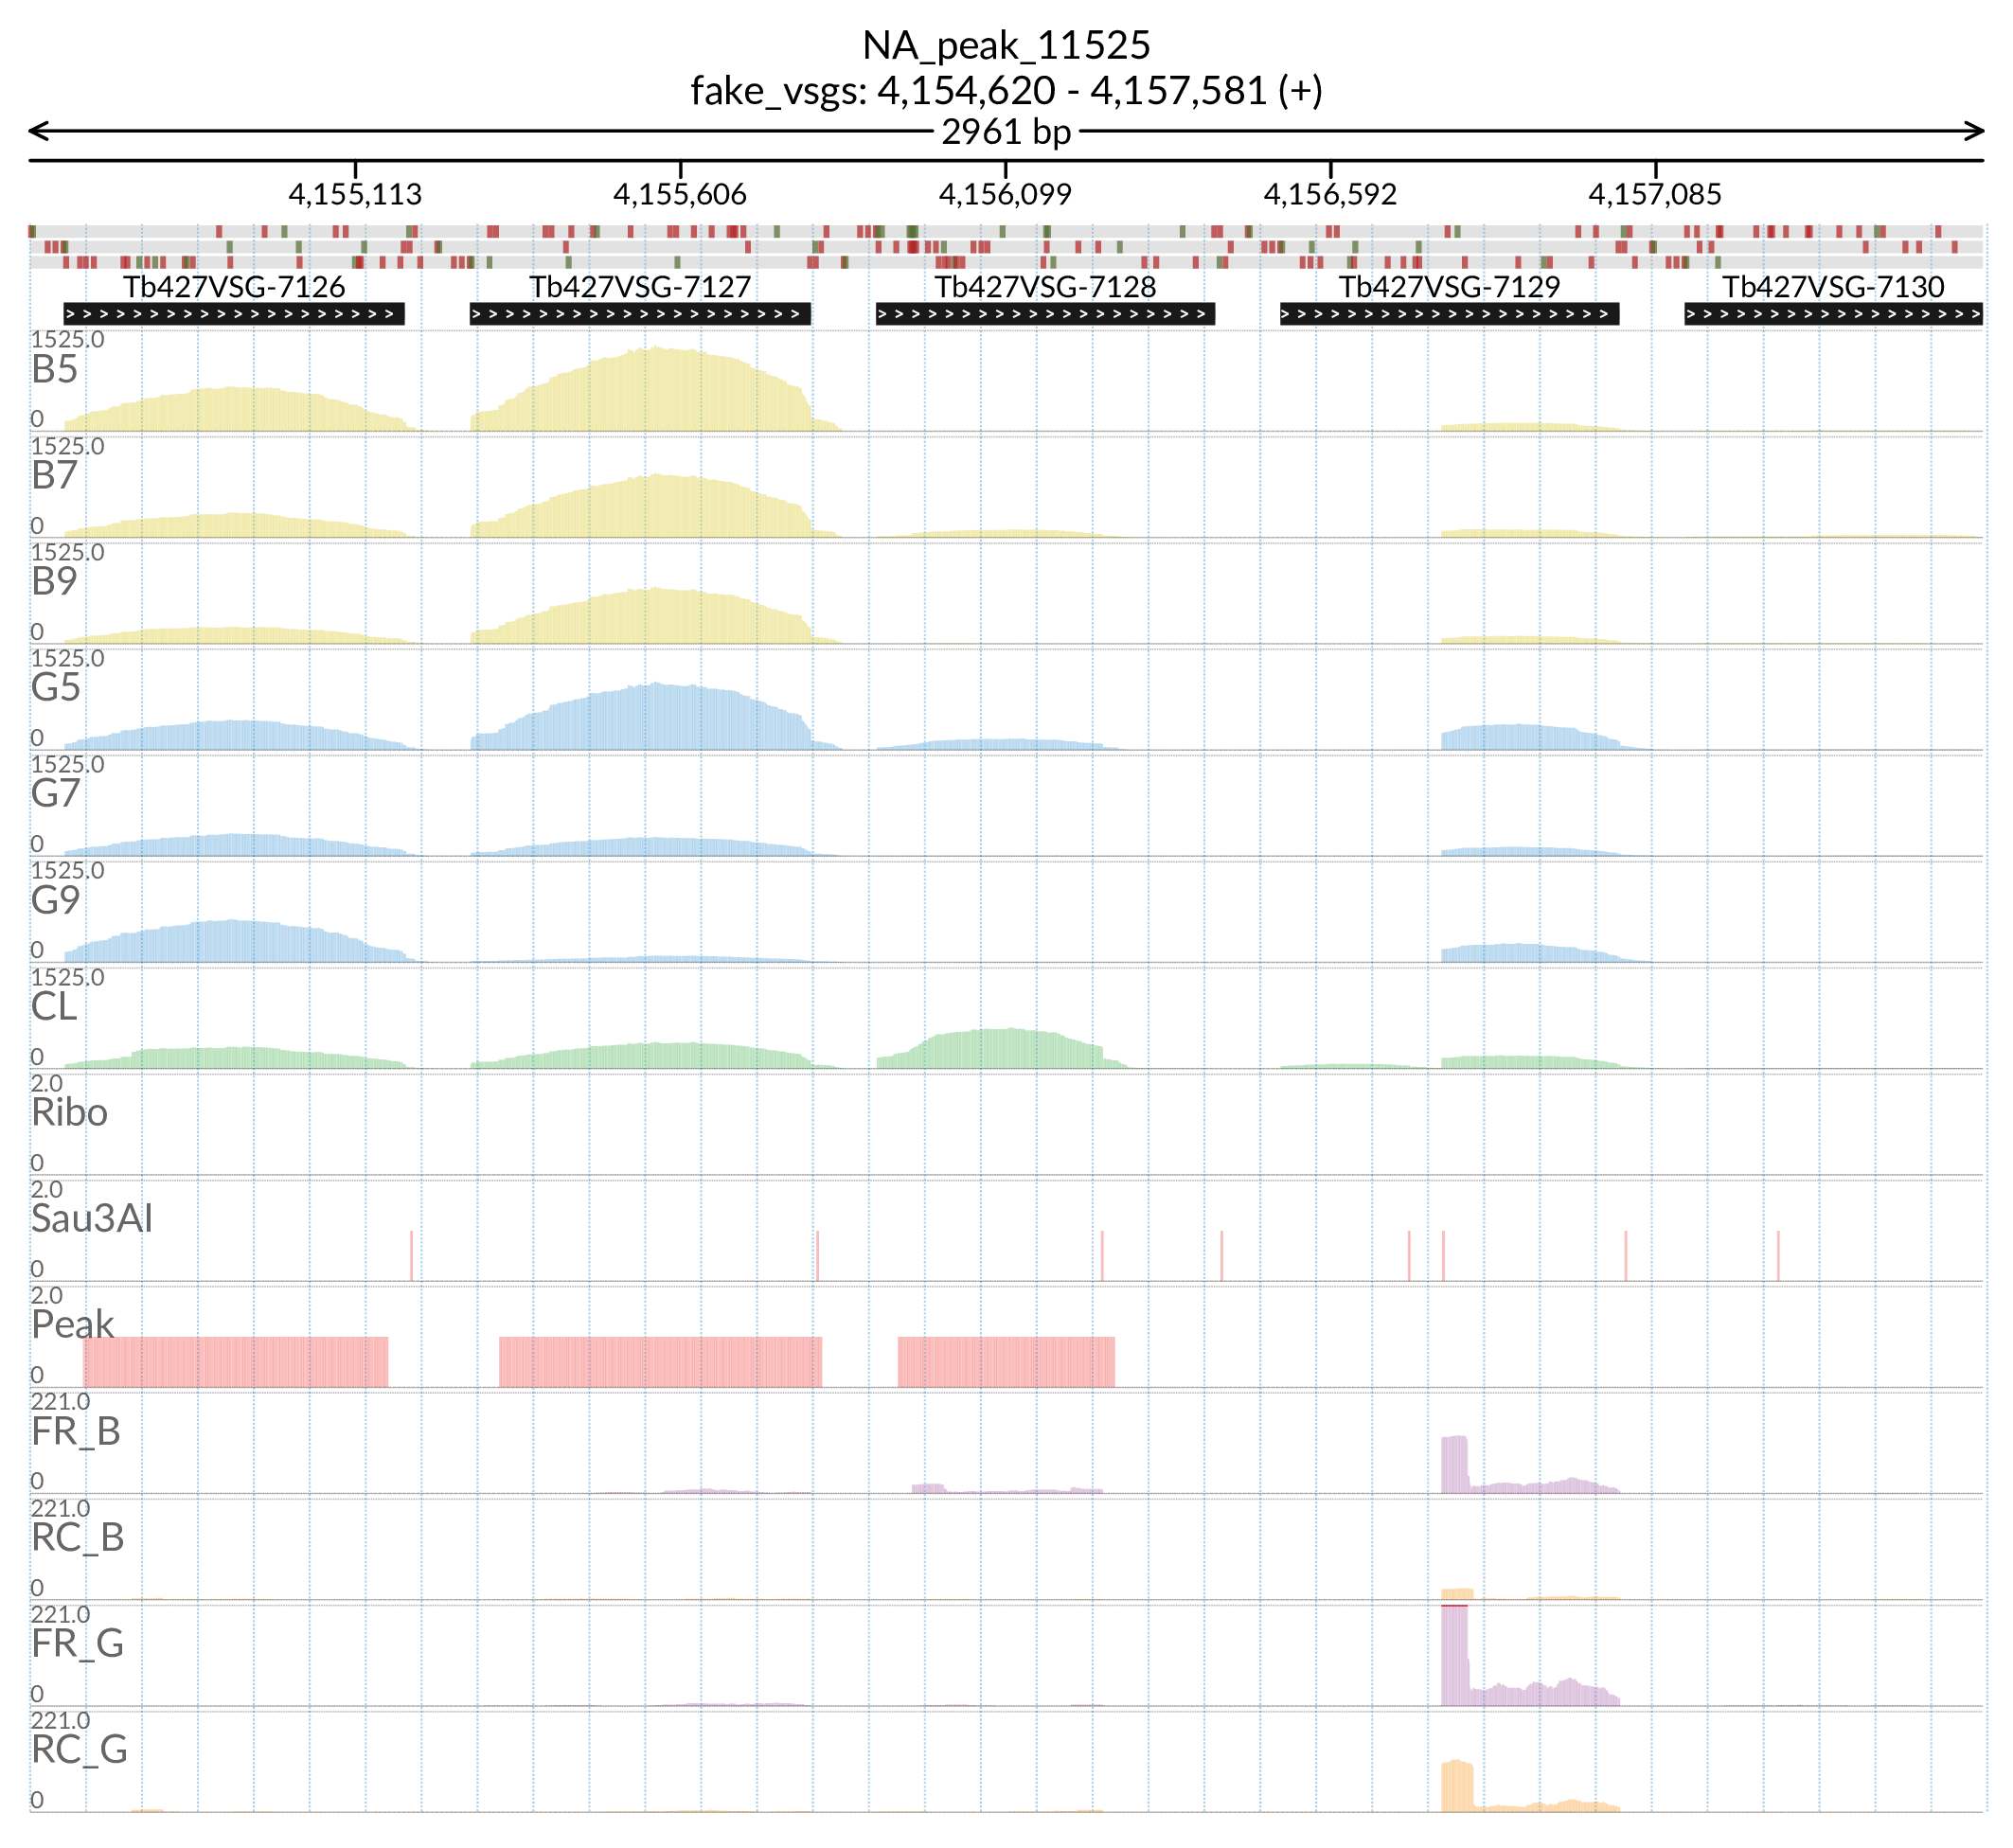 NA_peak_11525
fake_vsgs: 4,154,620 - 4,157,581 (+)
2961 bp
4,155,113 4,155,606 4,156,099 4,156,592 4,157,085
Tb427VSG-7126 Tb427VSG-7127 Tb427VSG-7128 Tb427VSG-7129 Tb427VSG-7130
1525.0
B5
0
1525.0
B7
0
1525.0
B9
0
1525.0
G5
0
1525.0
G7
0
1525.0
G9
0
1525.0
CL
0
2.0
Ribo
0
2.0
Sau3AI
0
2.0
Peak
0
221.0
FR_B
0
221.0
RC_B
0
221.0
FR_G
0
221.0
RC_G
0